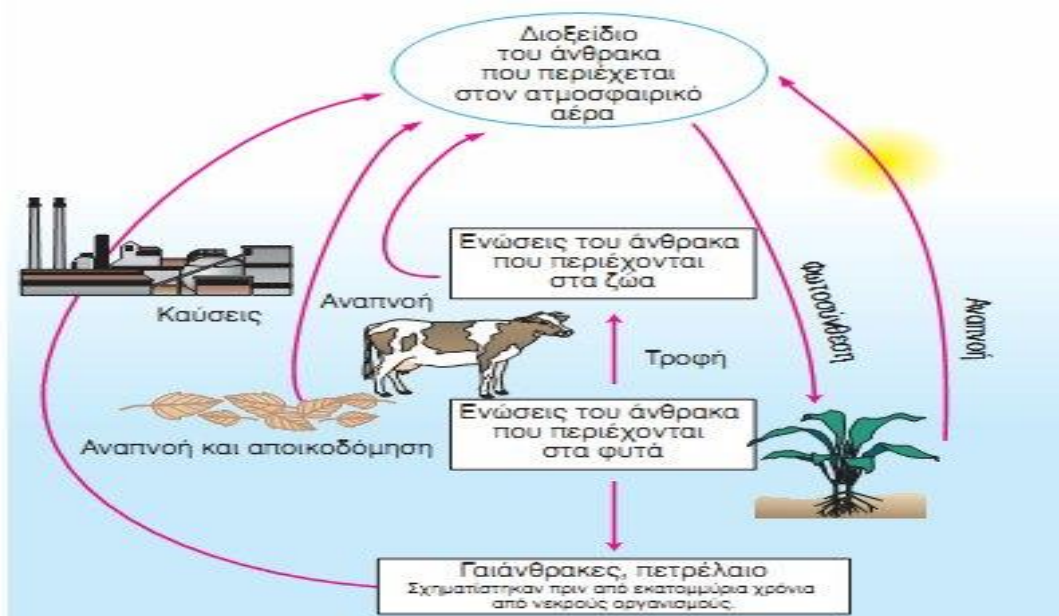 Διοξείδιο
του άνθρακα
που περιέχεται
στον ατμοσφαιρικό
αέρα
Ενώσεις του άνθρακα
που περιέχονται
στα ζώα
Καύσεις
Αναπνοή
Τροφή
φωτοσύνθεση
Αναπνοή
Ενώσεις του άνθρακα
που περιέχονται
στα φυτά
Αναπνοή και αποικοδόμηση
Γαιάνθρακες, πετρέλαιο
Σχηματίστηκαν πριν από εκατομμύρια χρόνια
από νεκρούς οργανισμούς.